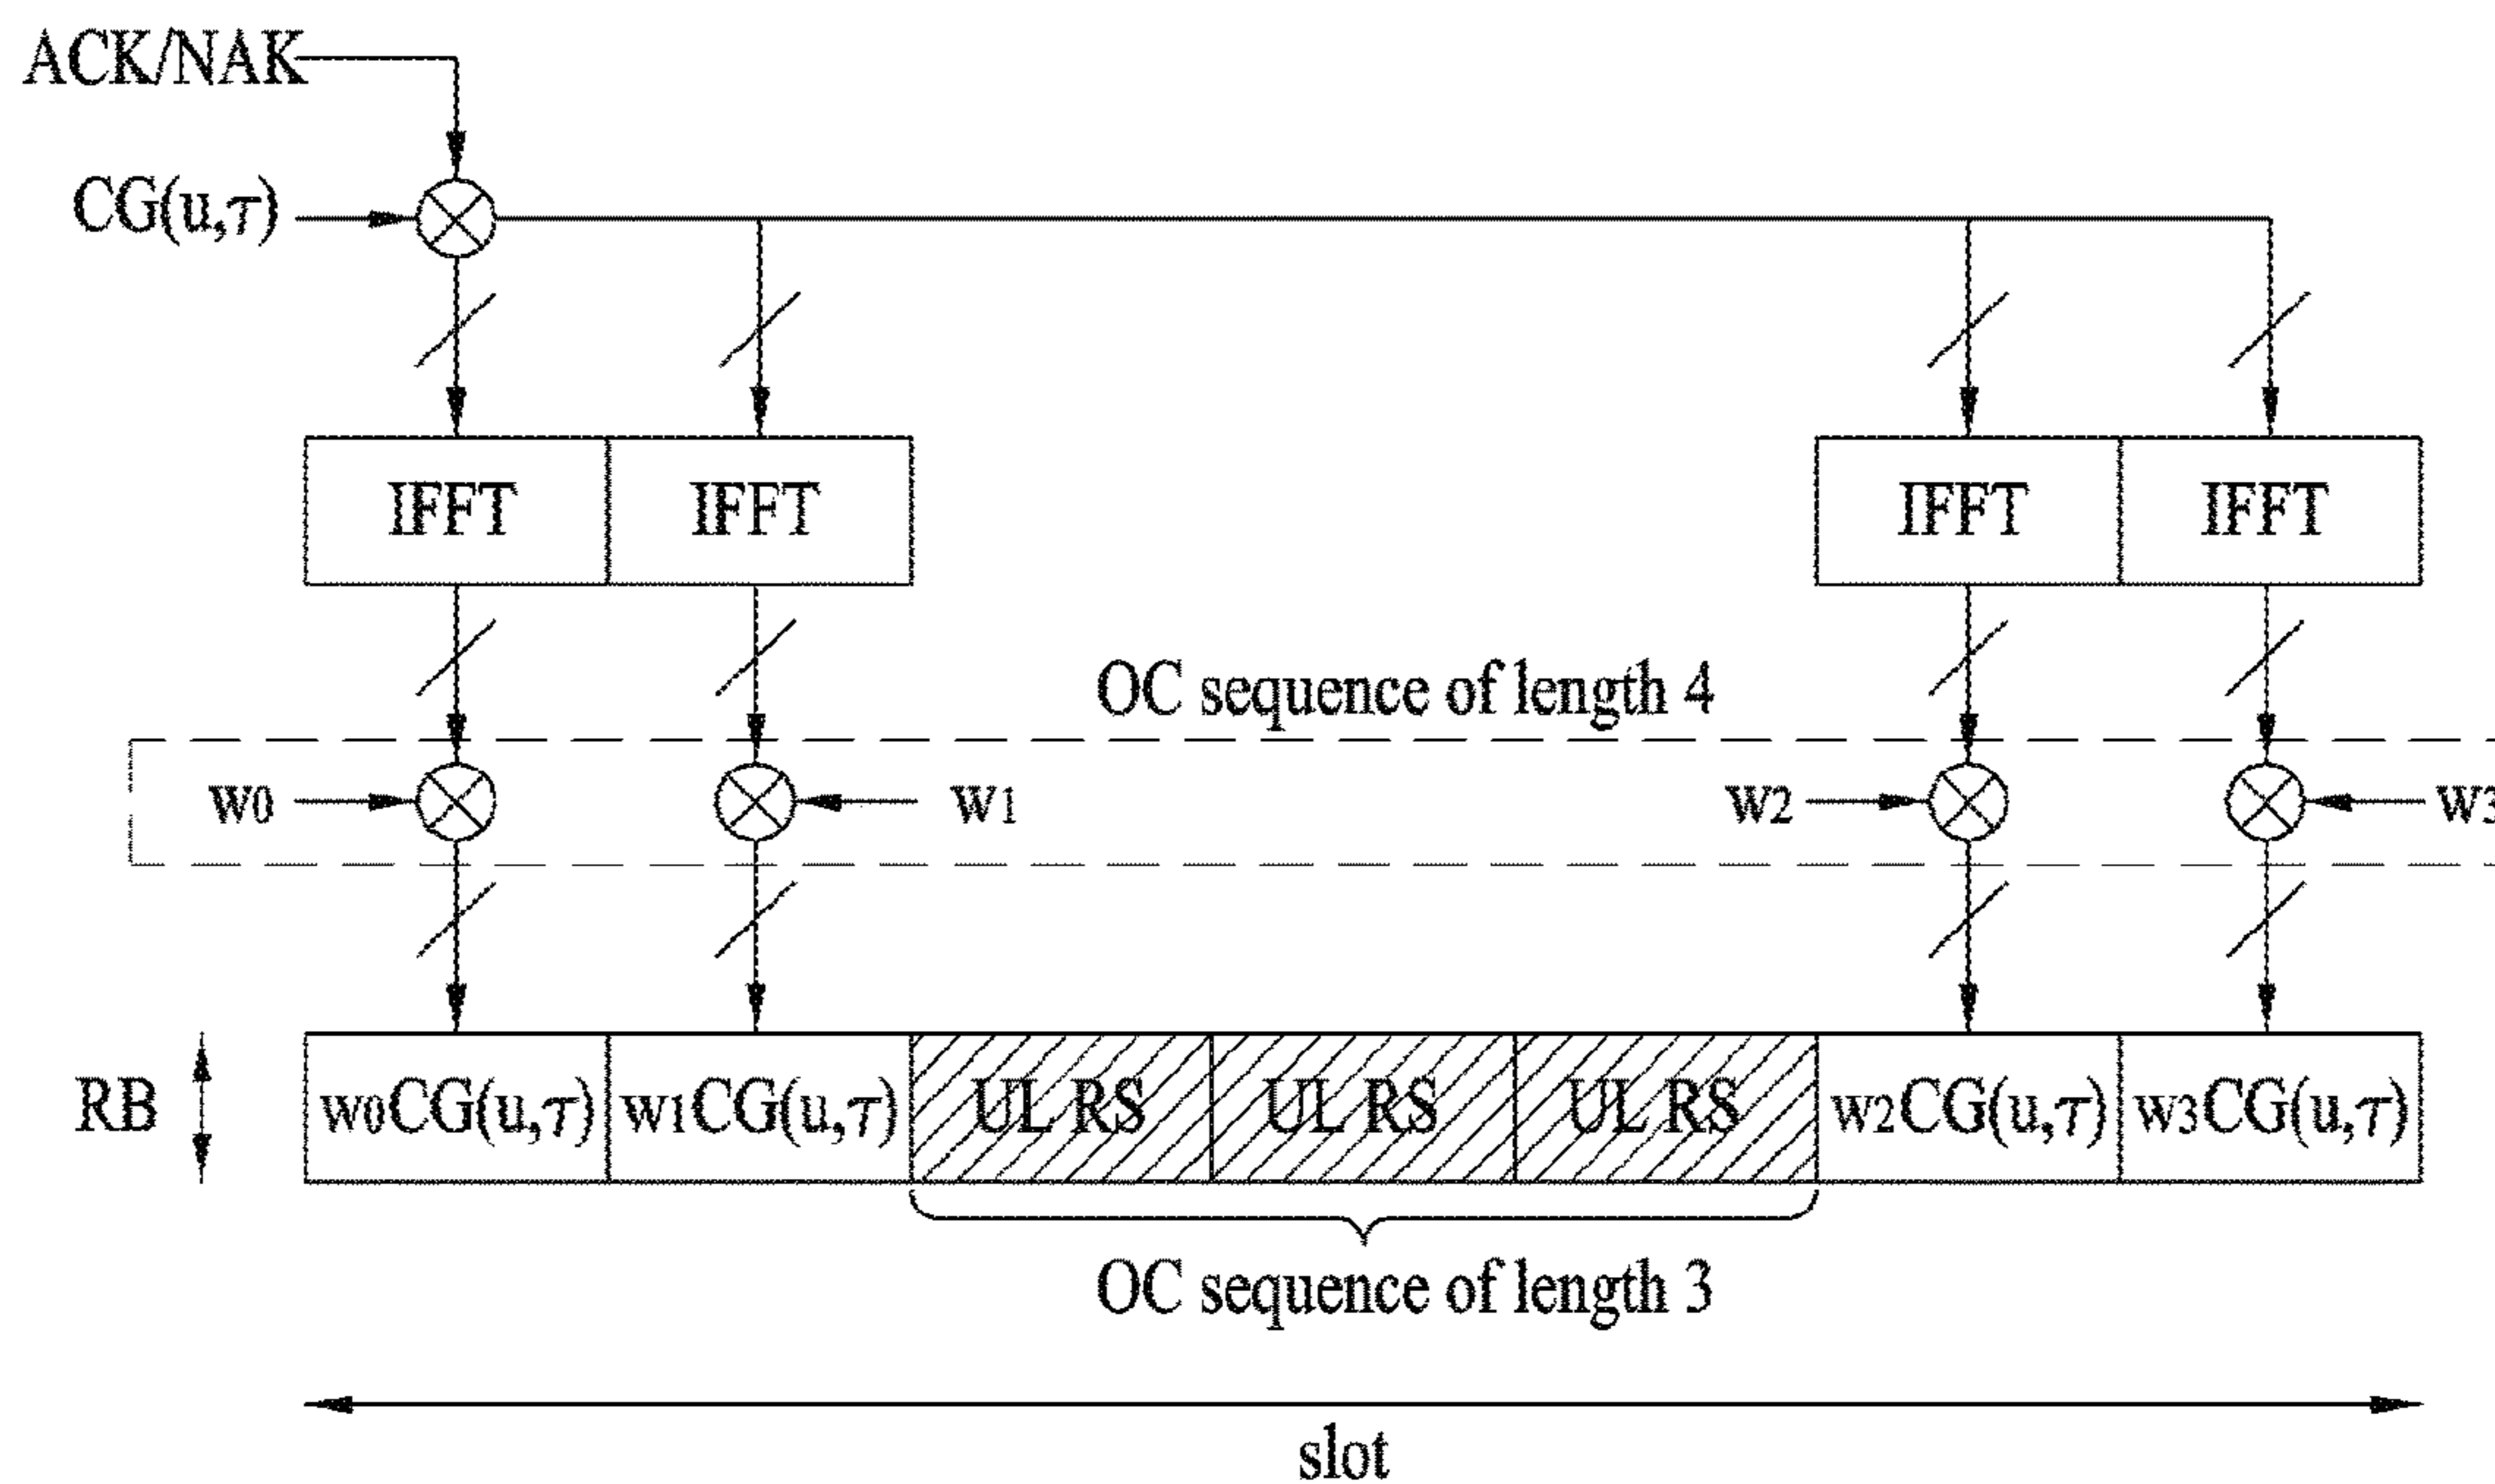 ACK/NAK
CG(u,τ)
IFFT IFFT IFFT IFFT
OC sequence of length 4
w0 w1 w2 w3
RB w0CG(u,τ) w1CG(u,τ) UL RS UL RS UL RS w2CG(u,τ) w3CG(u,τ)
OC sequence of length 3
slot